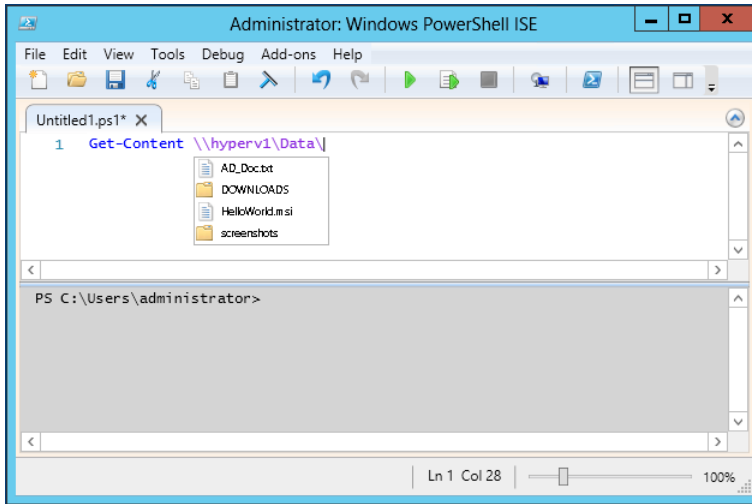 Administrator: Windows PowerShell ISE
File Edit View Tools Debug Add-ons Help
Untitled1.ps1* X
1 Get-Content \\hyperv1\Data\
AD_Doc.txt
DOWNLOADS
HelloWorld.msi
screenshots
PS C:\Users\administrator>
Ln 1 Col 28 100%